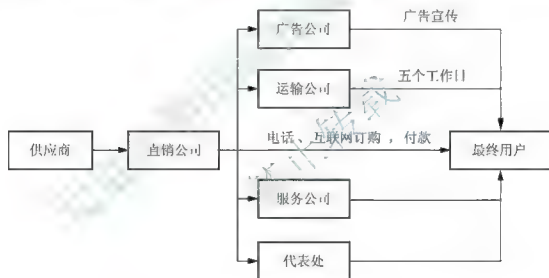 广告公司
广告宣传
运输公司
五个工作日
电话、互联网订购，付款
供应商
直销公司
最终用户
服务公司
代表处